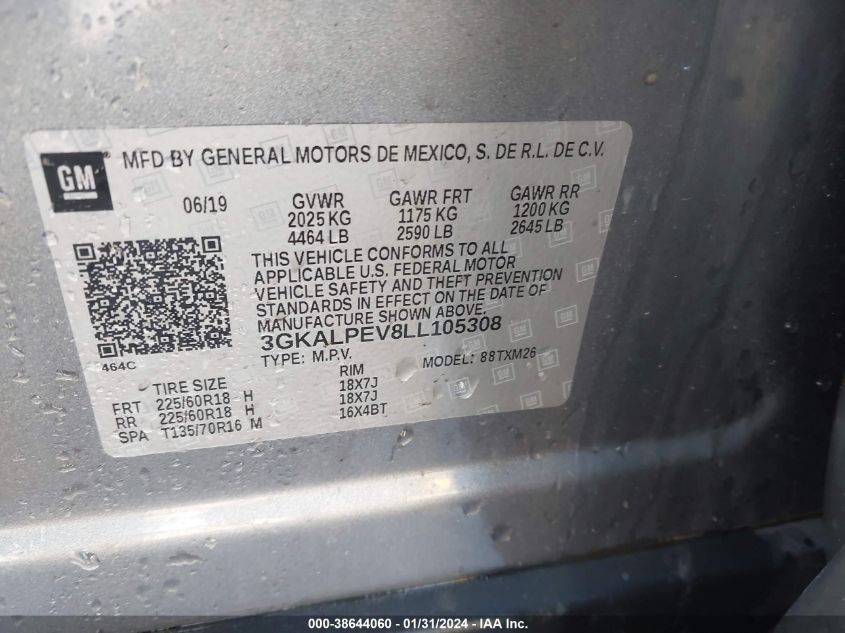 GM
MFD BY GENERAL MOTORS DE MEXICO, S. DE R.L. DE C.V.
06/19 GVWR GAWR FRT GAWR RR
2025 KG 1175 KG 1200 KG
4464 LB 2590 LB 2645 LB
THIS VEHICLE CONFORMS TO ALL
APPLICABLE U.S. FEDERAL MOTOR
VEHICLE SAFETY AND THEFT PREVENTION
STANDARDS IN EFFECT ON THE DATE OF
MANUFACTURE SHOWN ABOVE.
3GKALPEV8LL105308
464C TYPE: M.P.V. MODEL: 88TXM26
TIRE SIZE RIM
FRT 225/60R18 H 18X7J
RR 225/60R18 H 18X7J
SPA T135/70R16 M 16X4BT
000-38644060 - 01/31/2024 - © IAA, Inc.